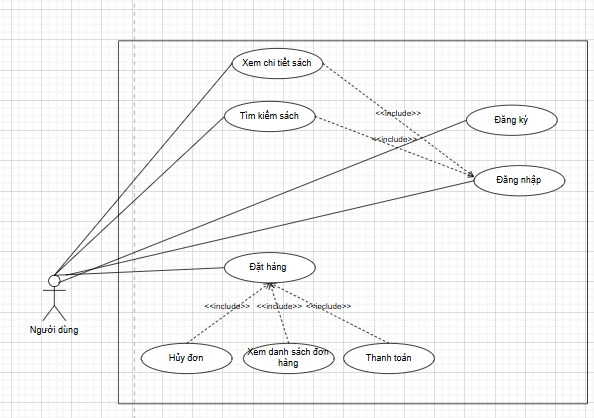 Xem chi tiết sách
Tìm kiếm sách
<<include>>
Đăng ký
<<include>>
Đăng nhập
Đặt hàng
<<include>>
<<include>>
<<include>>
Người dùng
Hủy đơn
Xem danh sách đơn
hàng
Thanh toán